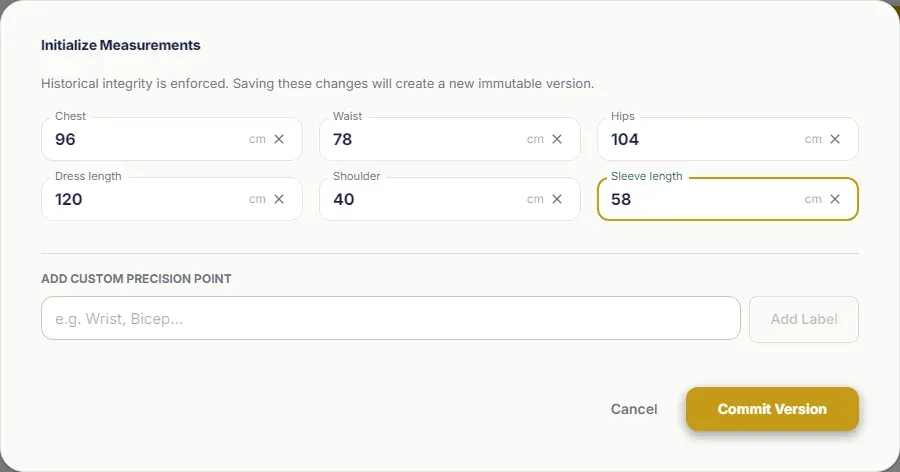 Initialize Measurements
Historical integrity is enforced. Saving these changes will create a new immutable version.
Chest
96 cm ×
Waist
78 cm ×
Hips
104 cm ×
Dress length
120 cm ×
Shoulder
40 cm ×
Sleeve length
58 cm ×
ADD CUSTOM PRECISION POINT
e.g. Wrist, Bicep...
Add Label
Cancel
Commit Version